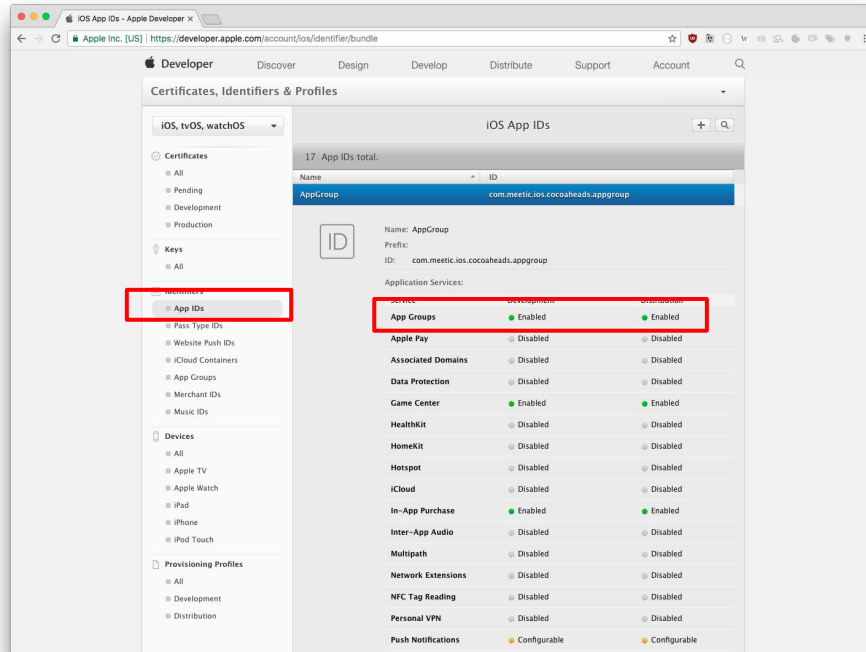 iOS App IDs - Apple Developer
Apple Inc. [US] | https://developer.apple.com/account/ios/identifier/bundle
Developer Discover Design Develop Distribute Support Account
Certificates, Identifiers & Profiles
iOS, tvOS, watchOS
Certificates
All
Pending
Development
Production
Keys
All
Identifiers
App IDs
Pass Type IDs
Website Push IDs
iCloud Containers
App Groups
Merchant IDs
Music IDs
Devices
All
Apple TV
Apple Watch
iPad
iPhone
iPod Touch
Provisioning Profiles
All
Development
Distribution
iOS App IDs
17 App IDs total.
Name ID
AppGroup com.meetic.ios.cocoaheads.appgroup
ID
Name: AppGroup
Prefix:
ID: com.meetic.ios.cocoaheads.appgroup
Application Services:
Service Development Distribution
App Groups Enabled Enabled
Apple Pay Disabled Disabled
Associated Domains Disabled Disabled
Data Protection Disabled Disabled
Game Center Enabled Enabled
HealthKit Disabled Disabled
HomeKit Disabled Disabled
Hotspot Disabled Disabled
iCloud Disabled Disabled
In-App Purchase Enabled Enabled
Inter-App Audio Disabled Disabled
Multipath Disabled Disabled
Network Extensions Disabled Disabled
NFC Tag Reading Disabled Disabled
Personal VPN Disabled Disabled
Push Notifications Configurable Configurable